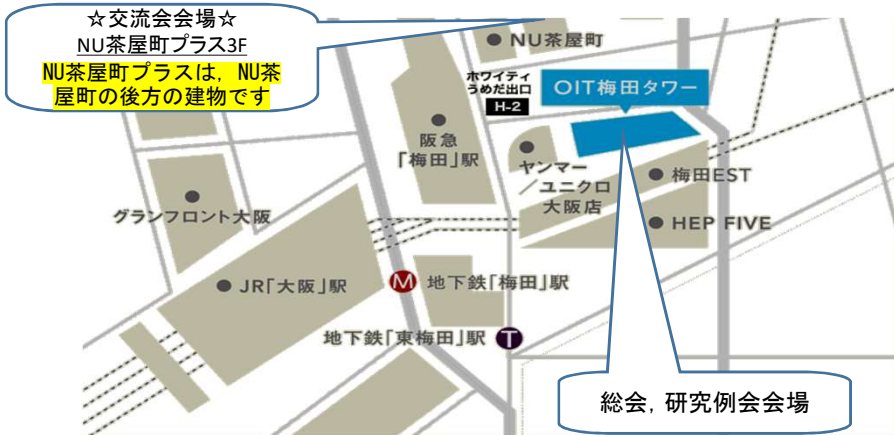 ☆交流会会場☆
NU茶屋町プラス3F
NU茶屋町プラスは，NU茶
屋町の後方の建物です
NU茶屋町
ホワイティ
うめだ出口
H-2
OIT梅田タワー
阪急
「梅田」駅
ヤンマー
／ユニクロ
大阪店
梅田EST
グランフロント大阪
HEP FIVE
JR「大阪」駅
M 地下鉄「梅田」駅
地下鉄「東梅田」駅 T
総会，研究例会会場